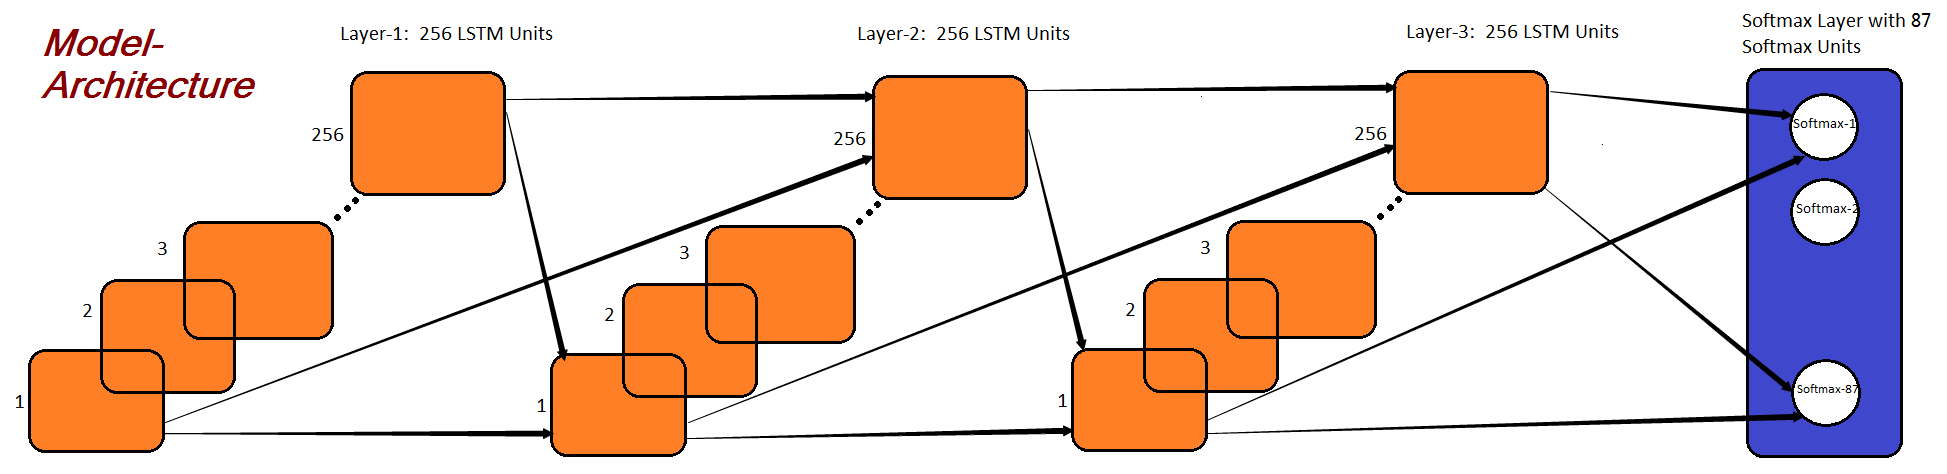 Model-
Architecture
Layer-1:  256 LSTM Units
256
3
2
1
Layer-2:  256 LSTM Units
256
3
2
1
Layer-3:  256 LSTM Units
256
3
2
1
Softmax Layer with 87
Softmax Units
Softmax-1
Softmax-2
Softmax-87